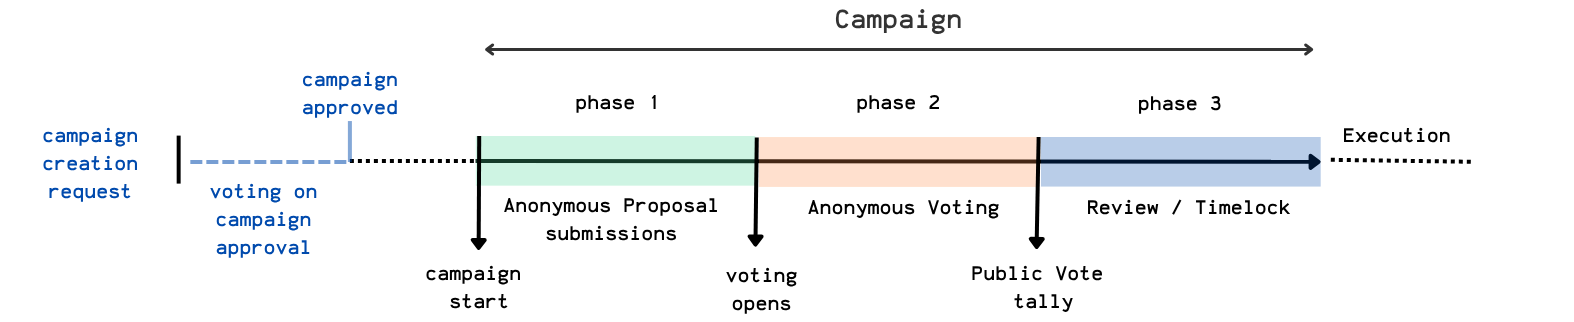 Campaign
campaign
approved
phase 1
phase 2
phase 3
campaign
creation
request
Execution
voting on
campaign
approval
Anonymous Proposal
submissions
Anonymous Voting
Review / Timelock
campaign
start
voting
opens
Public Vote
tally